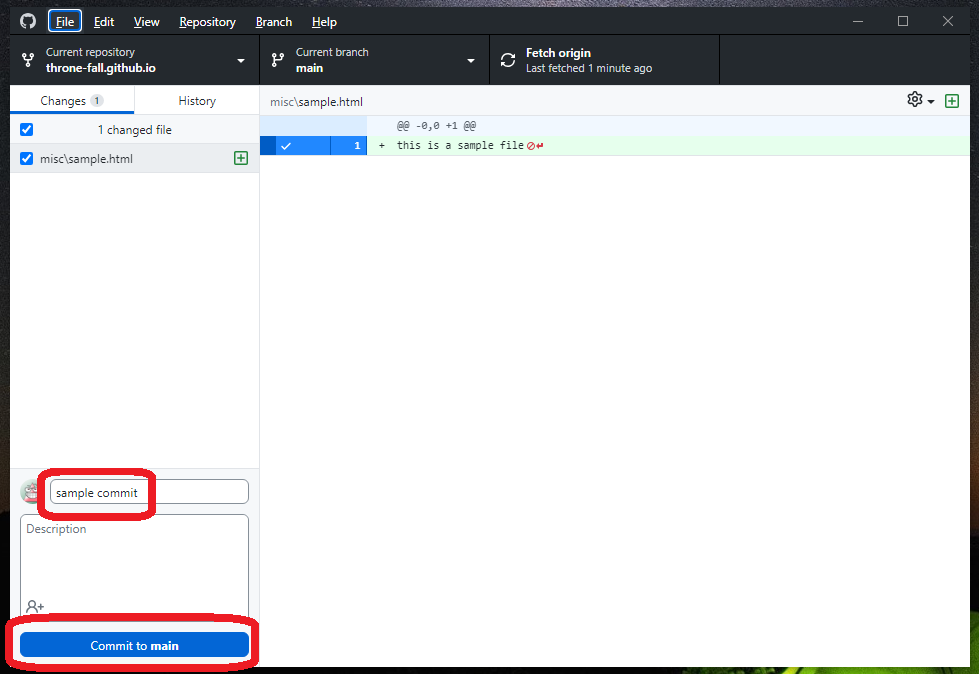 File Edit View Repository Branch Help
Current repository
throne-fall.github.io
Current branch
main
Fetch origin
Last fetched 1 minute ago
Changes 1 History
1 changed file
misc\sample.html
misc\sample.html
@@ -0,0 +1 @@
1 + this is a sample file
sample commit
Description
Commit to main